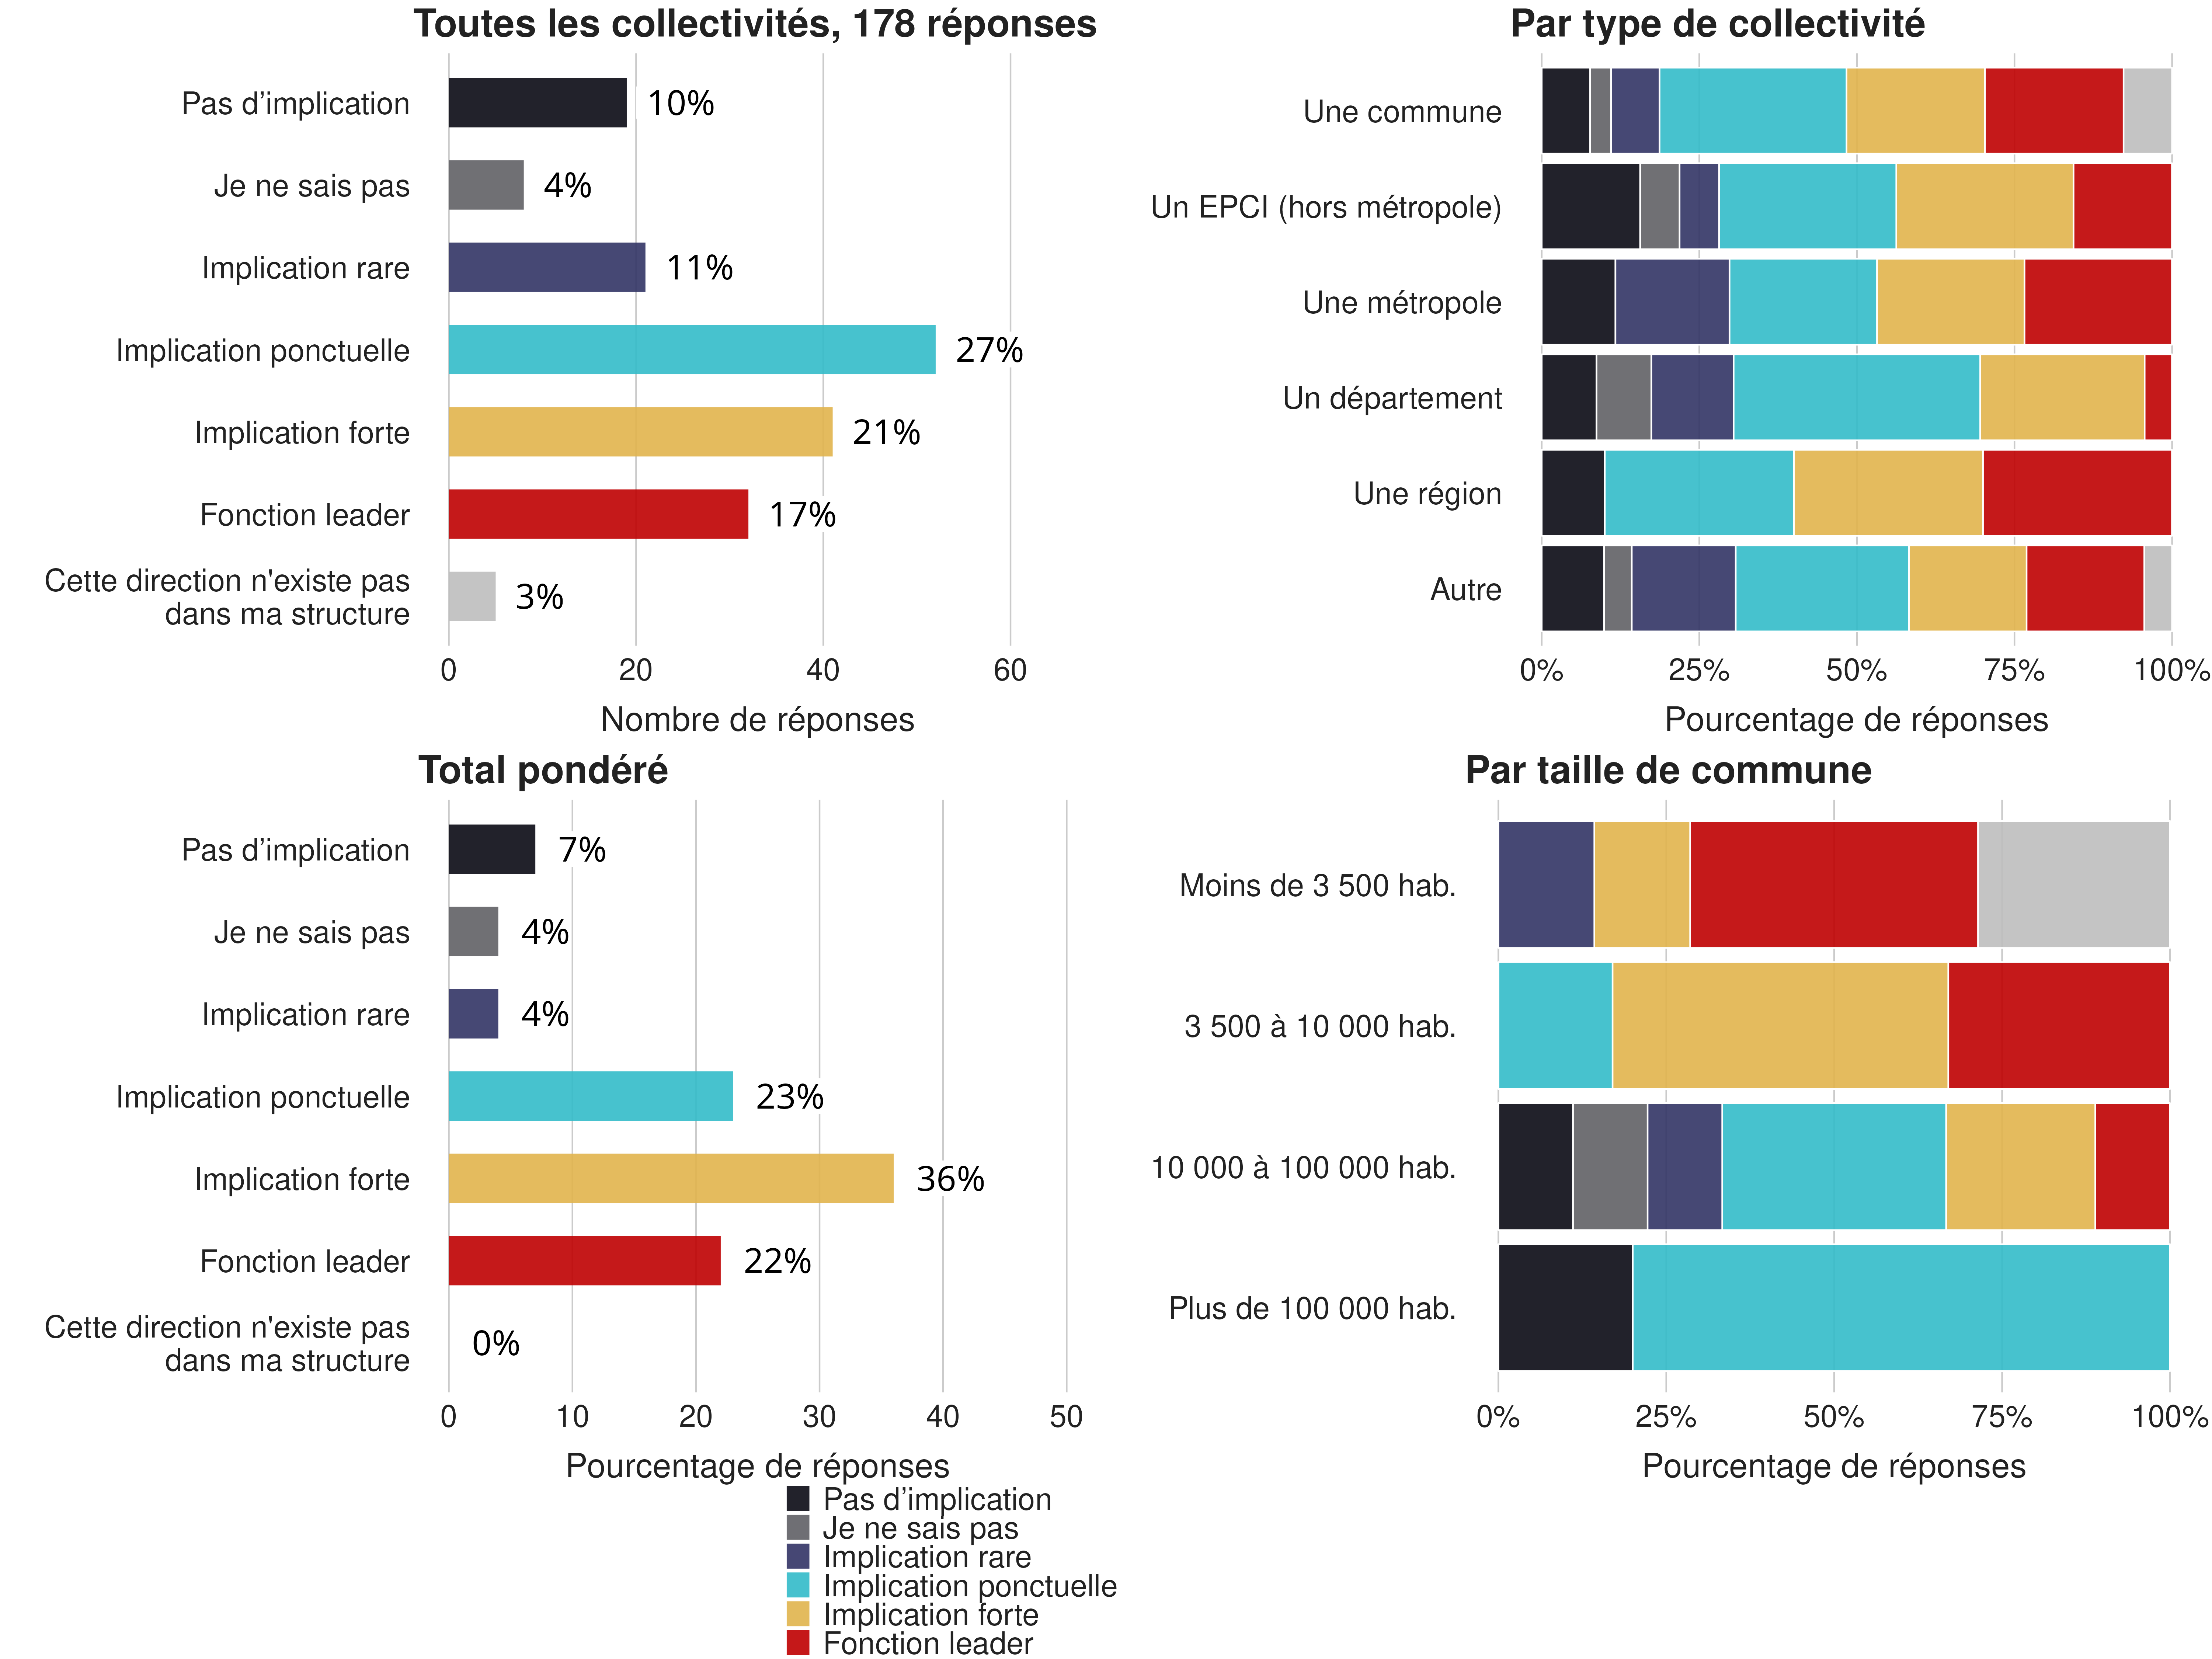 Toutes les collectivités, 178 réponses
Pas d’implication
10%
Je ne sais pas
4%
Implication rare
11%
Implication ponctuelle
27%
Implication forte
21%
Fonction leader
17%
Cette direction n'existe pas
dans ma structure
3%
0 20 40 60
Nombre de réponses
Par type de collectivité
Une commune
Un EPCI (hors métropole)
Une métropole
Un département
Une région
Autre
0% 25% 50% 75% 100%
Pourcentage de réponses
Total pondéré
Pas d’implication
7%
Je ne sais pas
4%
Implication rare
4%
Implication ponctuelle
23%
Implication forte
36%
Fonction leader
22%
Cette direction n'existe pas
dans ma structure
0%
0 10 20 30 40 50
Pourcentage de réponses
Par taille de commune
Moins de 3 500 hab.
3 500 à 10 000 hab.
10 000 à 100 000 hab.
Plus de 100 000 hab.
0% 25% 50% 75% 100%
Pourcentage de réponses
Pas d’implication
Je ne sais pas
Implication rare
Implication ponctuelle
Implication forte
Fonction leader